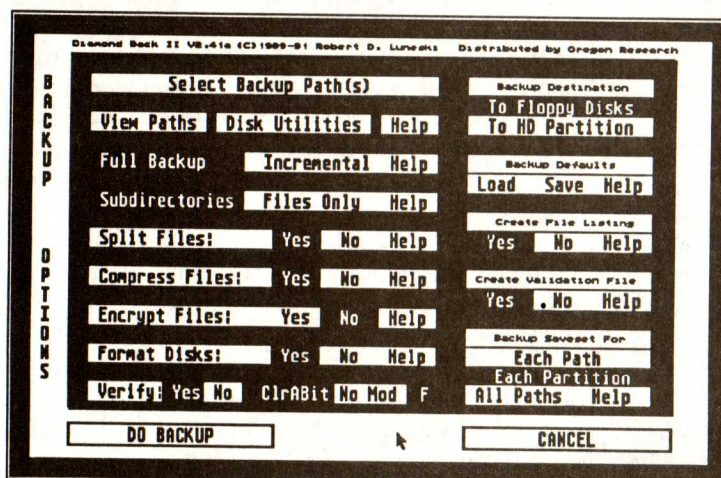 Diamond Back II V2.41a (C)1989-91 Robert D. Luneski Distributed by Oregon Research
BACKUP OPTIONS
Select Backup Path(s)
View Paths Disk Utilities Help
Full Backup Incremental Help
Subdirectories Files Only Help
Split Files: Yes No Help
Compress Files: Yes No Help
Encrypt Files: Yes No Help
Format Disks: Yes No Help
Verify: Yes No ClrABit No Mod F
Backup Destination
To Floppy Disks
To HD Partition
Backup Defaults
Load Save Help
Create File Listing
Yes No Help
Create Validation File
Yes No Help
Backup Saveset For
Each Path
Each Partition
All Paths Help
DO BACKUP
CANCEL